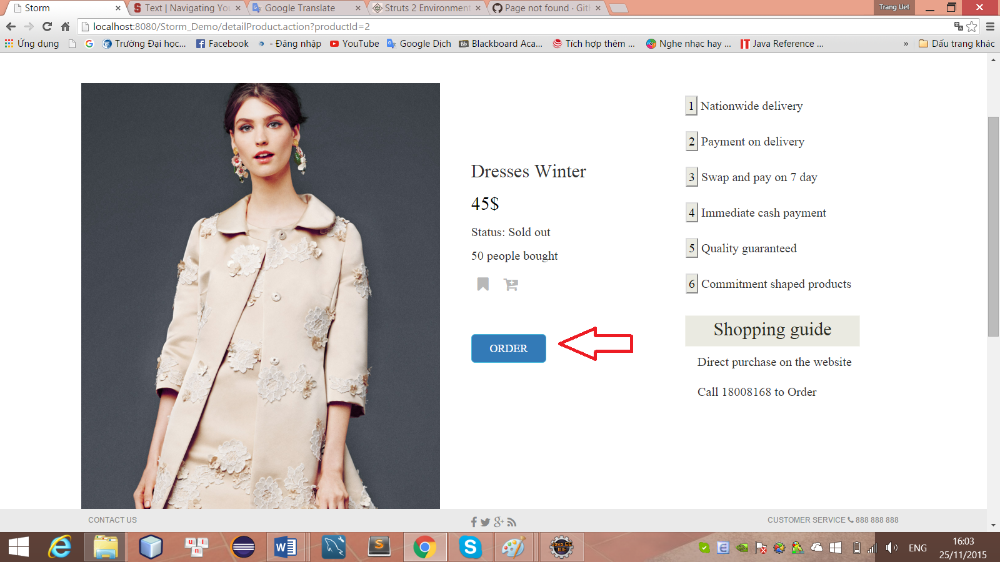 Storm
Text | Navigating You
Google Translate
Struts 2 Environment
Page not found · Git
Trang Uet
localhost:8080/Storm_Demo/detailProduct.action?productId=2
Ứng dụng
Trường Đại học...
Facebook
- Đăng nhập
YouTube
Google Dịch
Bb Blackboard Aca...
Tích hợp thêm ...
Nghe nhạc hay ...
Java Reference ...
»
Dấu trang khác
Dresses Winter
45$
Status: Sold out
50 people bought
ORDER
1 Nationwide delivery
2 Payment on delivery
3 Swap and pay on 7 day
4 Immediate cash payment
5 Quality guaranteed
6 Commitment shaped products
Shopping guide
Direct purchase on the website
Call 18008168 to Order
CONTACT US
CUSTOMER SERVICE 888 888 888
ENG
16:03
25/11/2015